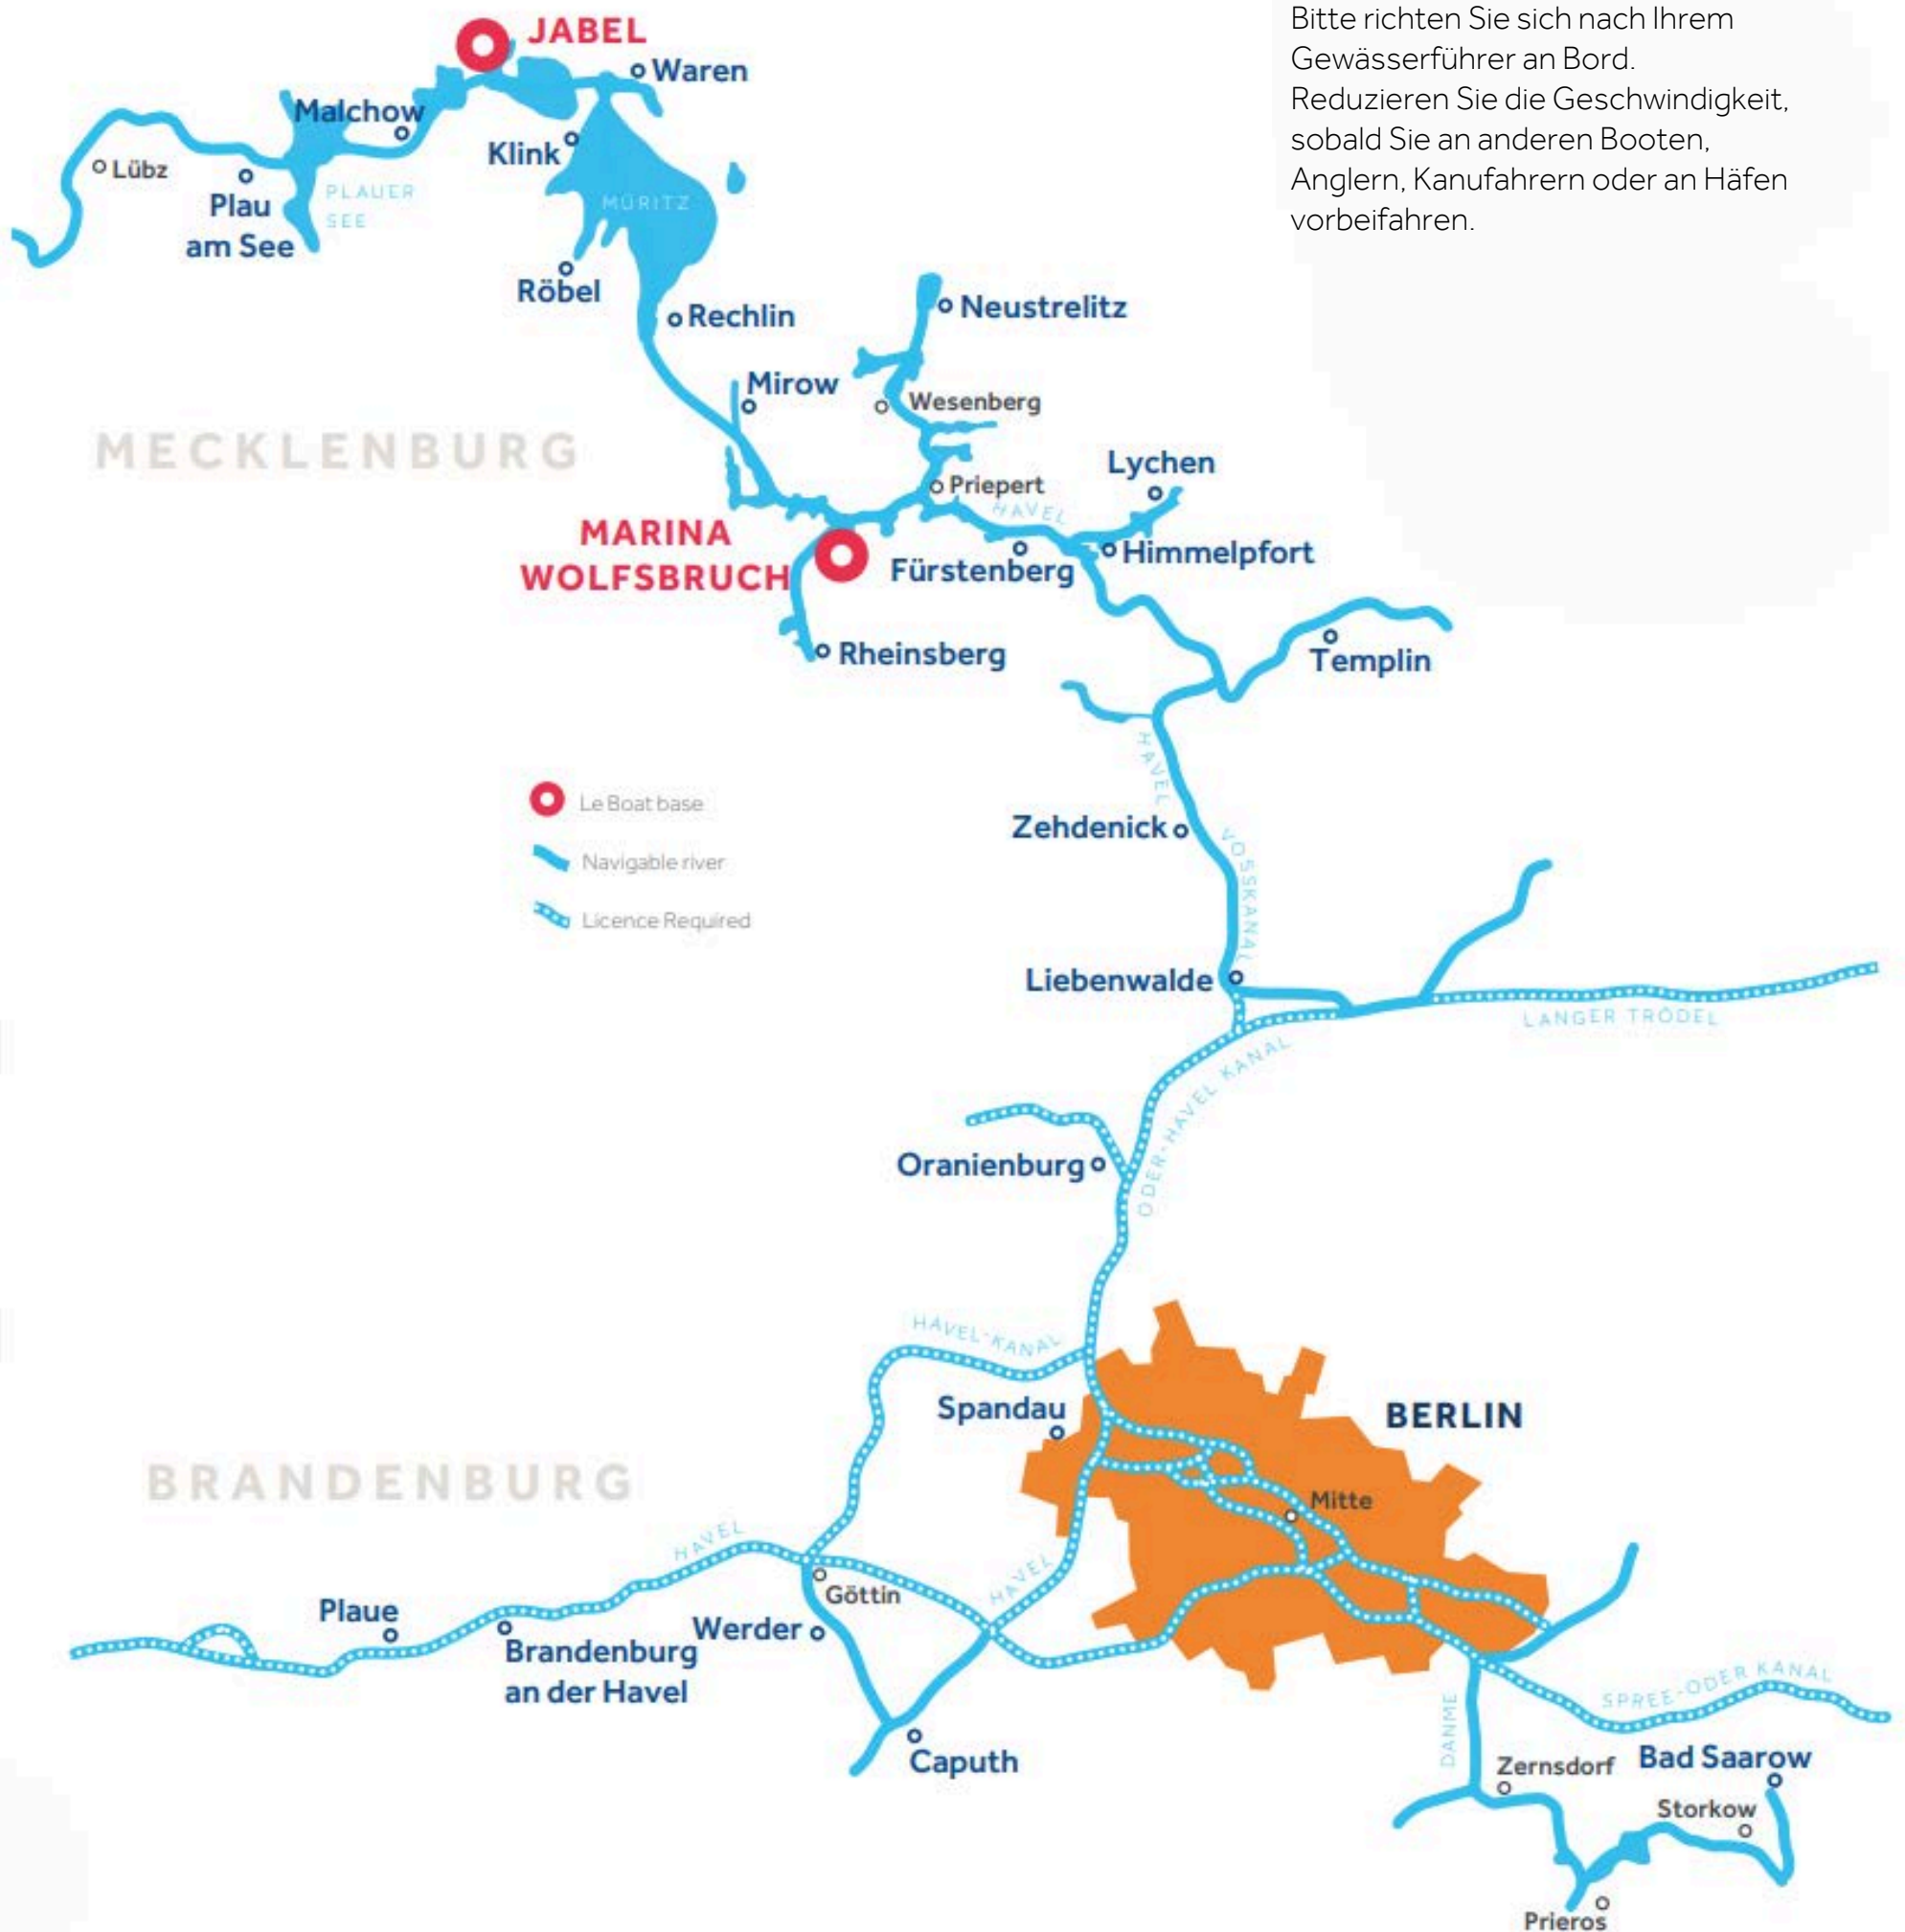 Bitte richten Sie sich nach Ihrem
Gewässerführer an Bord.
Reduzieren Sie die Geschwindigkeit,
sobald Sie an anderen Booten,
Anglern, Kanufahrern oder an Häfen
vorbeifahren.
JABEL
Waren
Malchow
Klink
Lübz
Plau
am See
PLAUER
SEE
MÜRITZ
Röbel
Rechlin
Neustrelitz
Mirow
Wesenberg
MECKLENBURG
Lychen
Priepert
HAVEL
MARINA
WOLFSBRUCH
Fürstenberg
Himmelpfort
Rheinsberg
Templin
HAVEL
Le Boat base
Navigable river
Licence Required
Zehdenick
VOSSKANAL
Liebenwalde
LANGER TRÖDEL
ODER-HAVEL KANAL
Oranienburg
HAVEL-KANAL
Spandau
BERLIN
BRANDENBURG
Mitte
HAVEL
HAVEL
Göttin
Plaue
Werder
Brandenburg
an der Havel
SPREE-ODER KANAL
DANME
Caputh
Zernsdorf
Bad Saarow
Storkow
Prieros